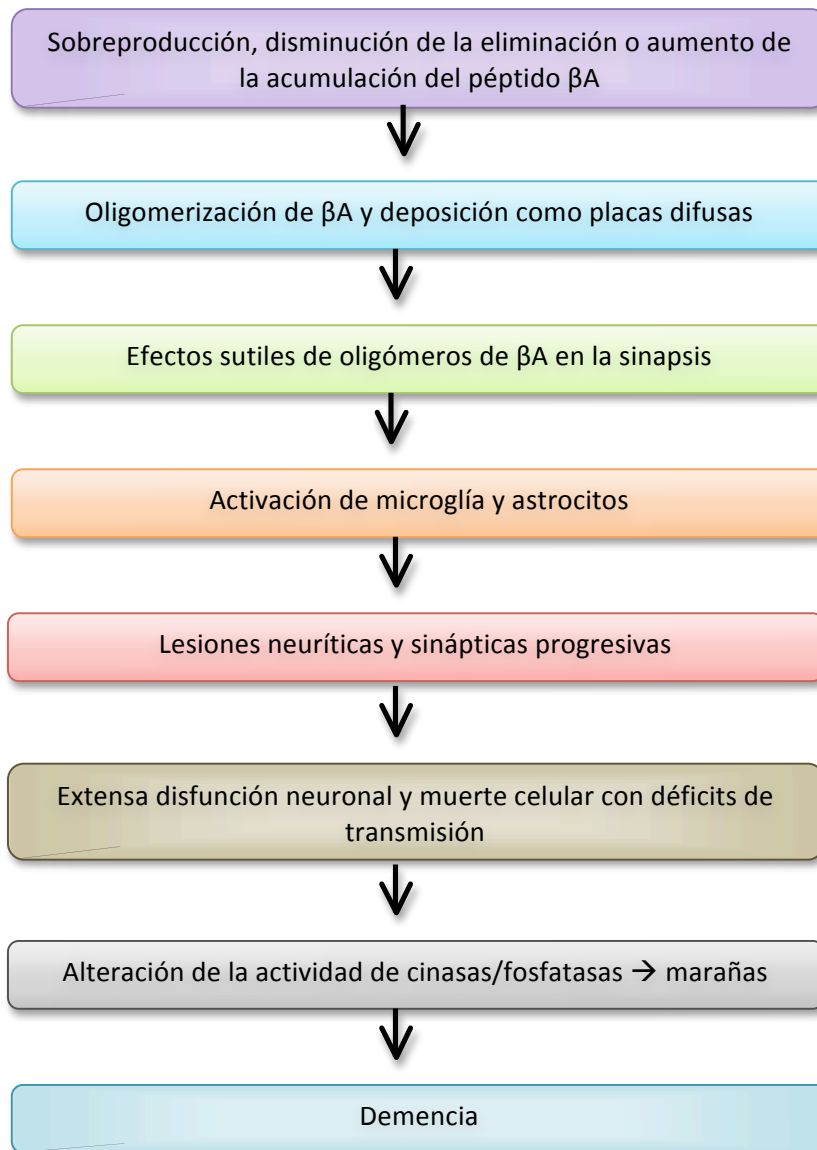 Sobreproducción, disminución de la eliminación o aumento de
la acumulación del péptido βA
Oligomerización de βA y deposición como placas difusas
Efectos sutiles de oligómeros de βA en la sinapsis
Activación de microglía y astrocitos
Lesiones neuríticas y sinápticas progresivas
Extensa disfunción neuronal y muerte celular con déficits de
transmisión
Alteración de la actividad de cinasas/fosfatasas → marañas
Demencia